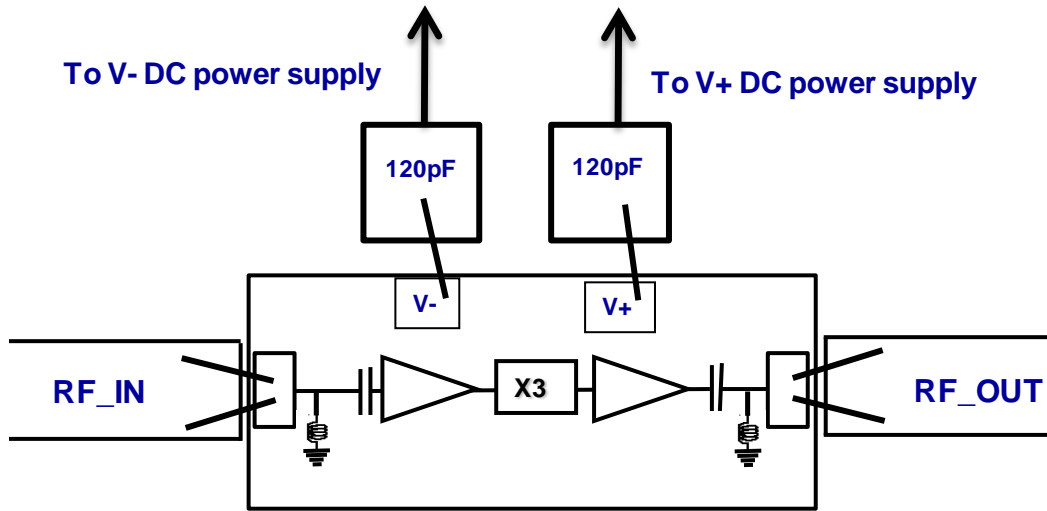 To V- DC power supply
To V+ DC power supply
120pF
120pF
V-
V+
RF_IN
X3
RF_OUT